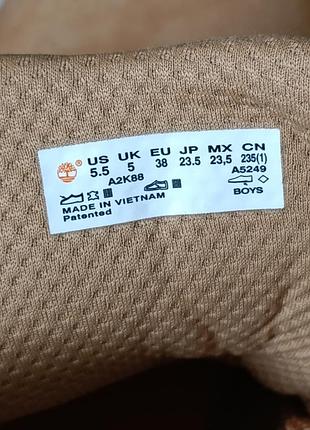 US UK EU JP MX CN
5.5 5 38 23.5 23,5 235(1)
A2K88 A5249
BOYS
MADE IN VIETNAM
Patented